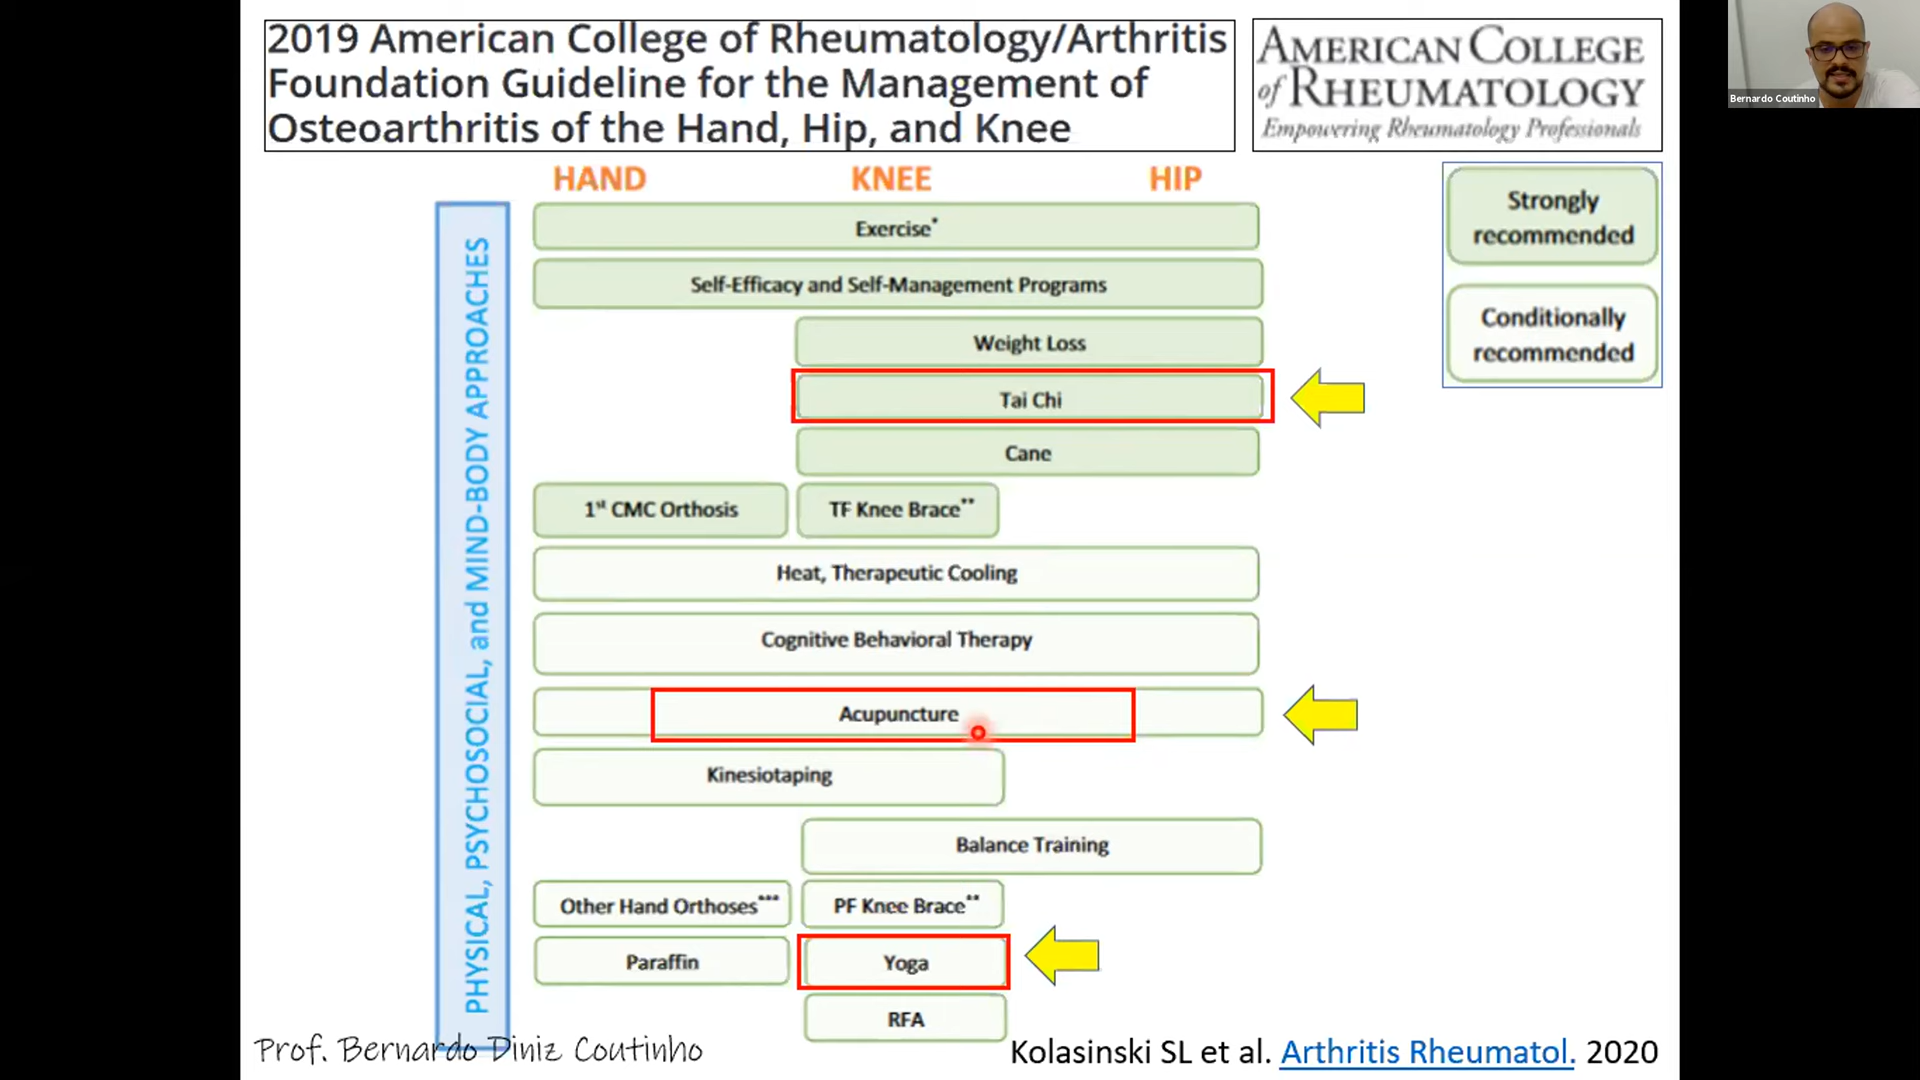 2019 American College of Rheumatology/Arthritis
Foundation Guideline for the Management of
Osteoarthritis of the Hand, Hip, and Knee
AMERICAN COLLEGE
of RHEUMATOLOGY
Empowering Rheumatology Professionals
Bernardo Coutinho
HAND KNEE HIP
Strongly
recommended
Conditionally
recommended
PHYSICAL, PSYCHOSOCIAL, and MIND-BODY APPROACHES
Exercise*
Self-Efficacy and Self-Management Programs
Weight Loss
Tai Chi
Cane
1st CMC Orthosis TF Knee Brace**
Heat, Therapeutic Cooling
Cognitive Behavioral Therapy
Acupuncture
Kinesiotaping
Balance Training
Other Hand Orthoses*** PF Knee Brace**
Paraffin Yoga
RFA
Prof. Bernardo Diniz Coutinho
Kolasinski SL et al. Arthritis Rheumatol. 2020